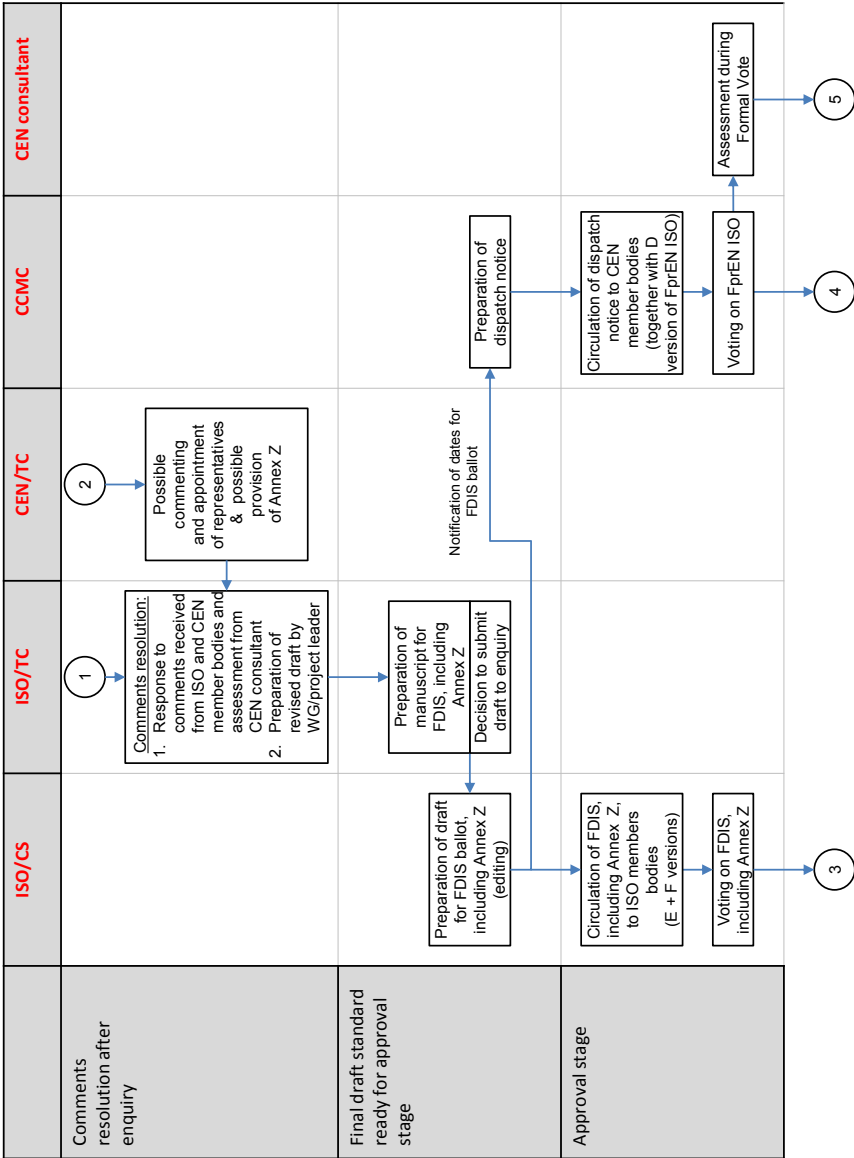 ISO/CS
ISO/TC
CEN/TC
CCMC
CEN consultant
Comments
resolution after
enquiry
1
Comments resolution:
1. Response to
comments received
from ISO and CEN
member bodies and
assessment from
CEN consultant
2. Preparation of
revised draft by
WG/project leader
2
Possible
commenting
and appointment
of representatives
& possible
provision
of Annex Z
Final draft standard
ready for approval
stage
Preparation of draft
for FDIS ballot,
including Annex Z
(editing)
Preparation of
manuscript for
FDIS, including
Annex Z
Decision to submit
draft to enquiry
Notification of dates for
FDIS ballot
Preparation of
dispatch notice
Approval stage
Circulation of FDIS,
including Annex Z,
to ISO members
bodies
(E + F versions)
Voting on FDIS,
including Annex Z
Circulation of dispatch
notice to CEN
member bodies
(together with D
version of FprEN ISO)
Voting on FprEN ISO
Assessment during
Formal Vote
3
4
5